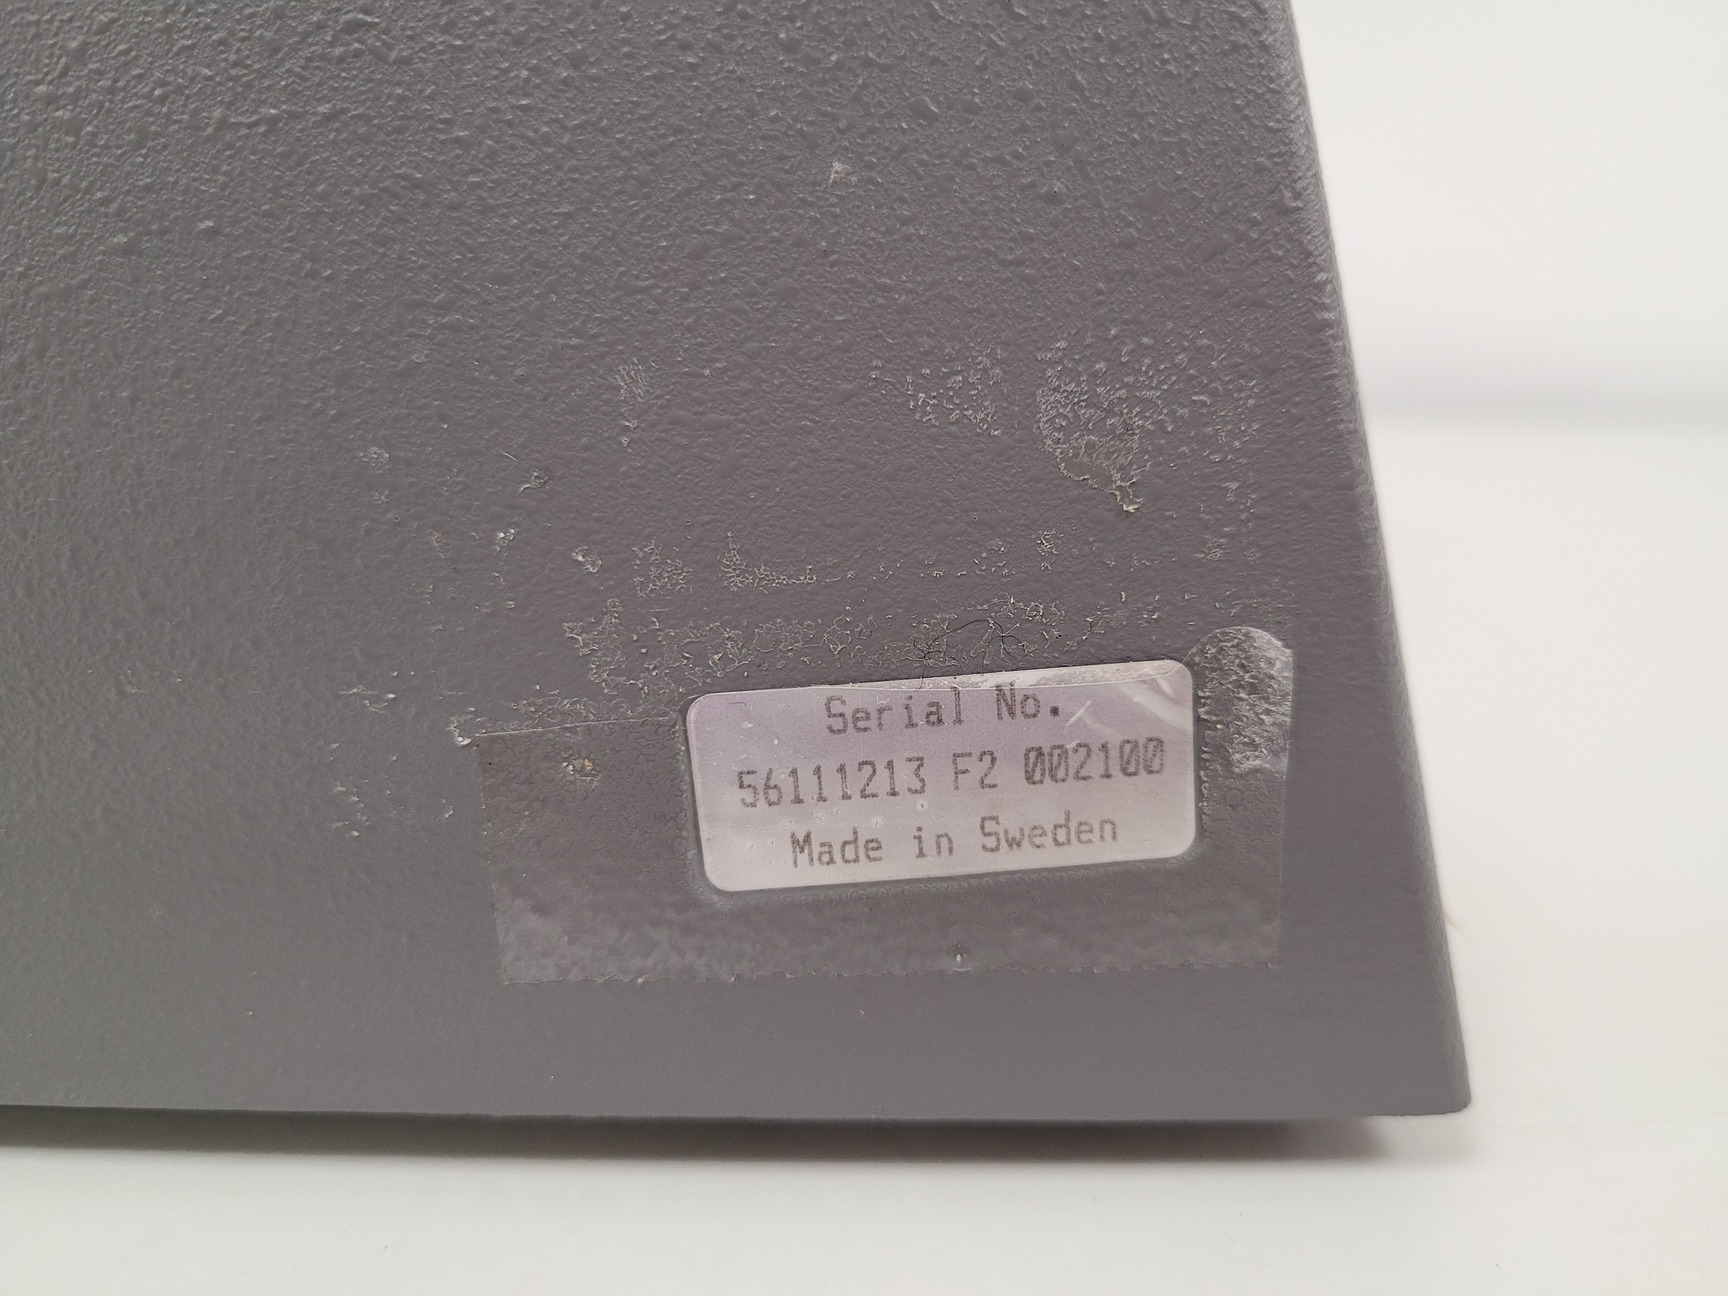 Serial No.
56111213 F2 002100
Made in Sweden